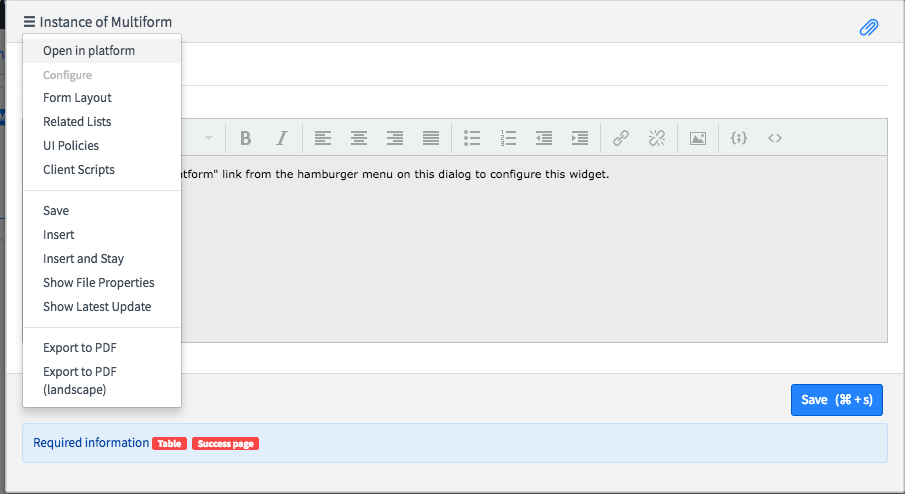 Instance of Multiform
Open in platform
Configure
Form Layout
Related Lists
UI Policies
Client Scripts
Save
Insert
Insert and Stay
Show File Properties
Show Latest Update
Export to PDF
Export to PDF
(landscape)
B I
tform" link from the hamburger menu on this dialog to configure this widget.
Save (⌘ + s)
Required information Table Success page